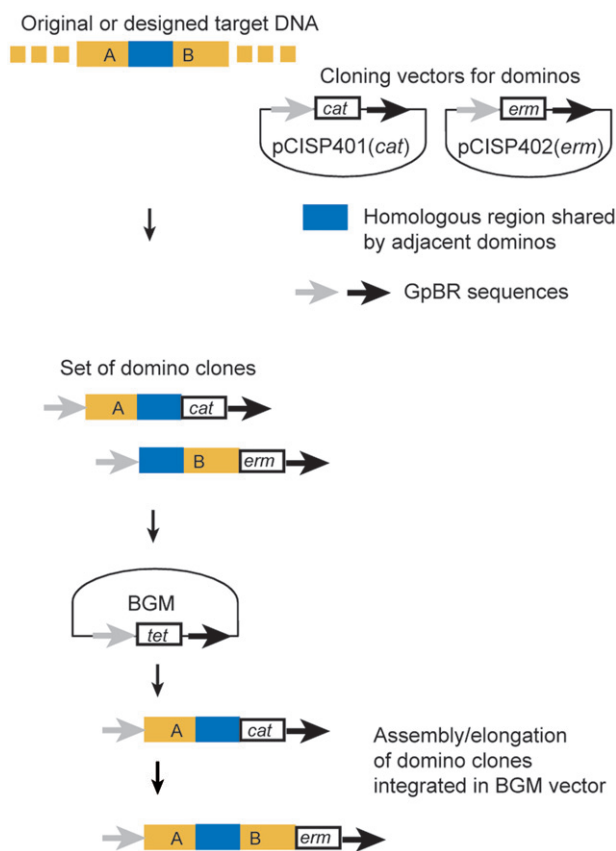 Original or designed target DNA
A B
Cloning vectors for dominos
cat
erm
pCISP401(cat)
pCISP402(erm)
Homologous region shared
by adjacent dominos
GpBR sequences
Set of domino clones
A cat
B erm
BGM
tet
A cat
Assembly/elongation
of domino clones
integrated in BGM vector
A B erm